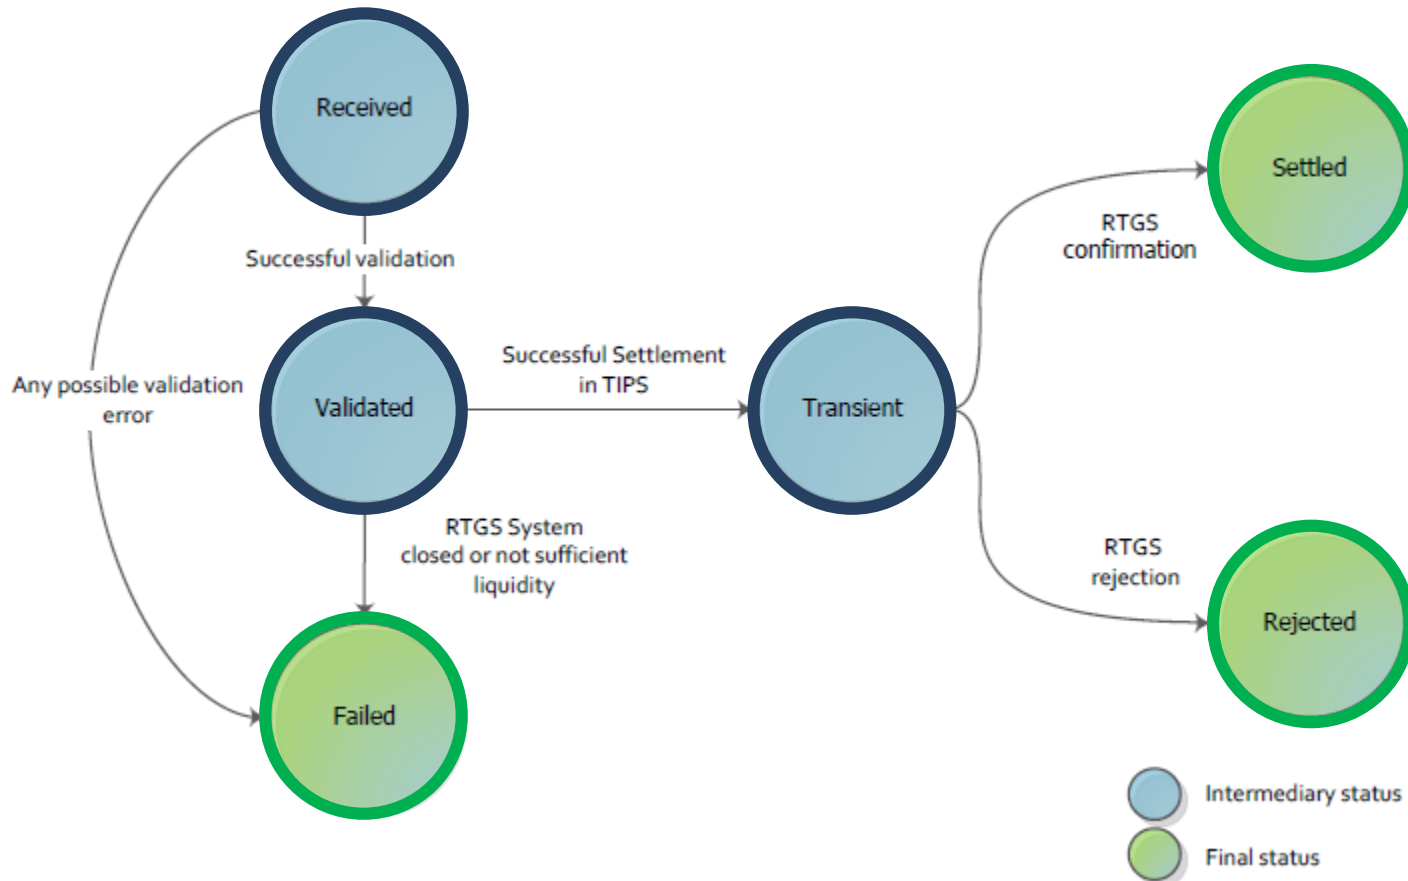 Received
Successful validation
Any possible validation
error
Validated
Successful Settlement
in TIPS
Transient
RTGS System
closed or not sufficient
liquidity
Failed
RTGS
confirmation
Settled
RTGS
rejection
Rejected
Intermediary status
Final status